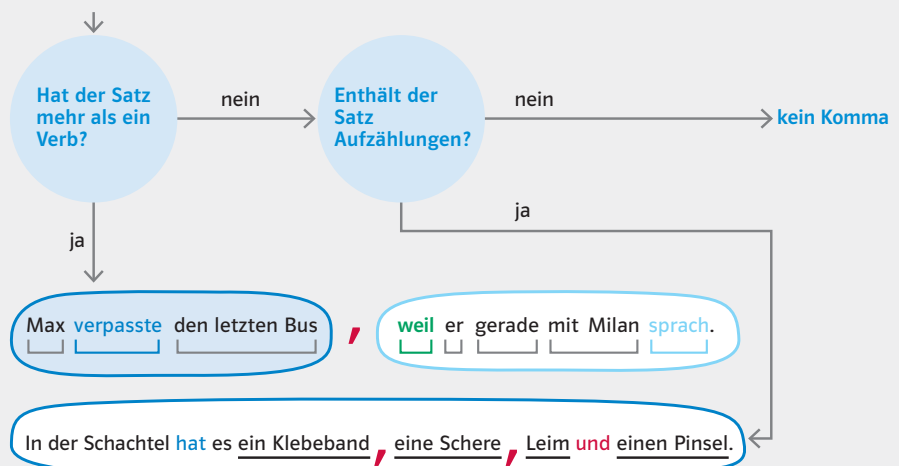 Hat der Satz
mehr als ein
Verb?
nein
Enthält der
Satz
Aufzählungen?
nein
kein Komma
ja
ja
Max verpasste den letzten Bus , weil er gerade mit Milan sprach.
In der Schachtel hat es ein Klebeband , eine Schere , Leim und einen Pinsel.